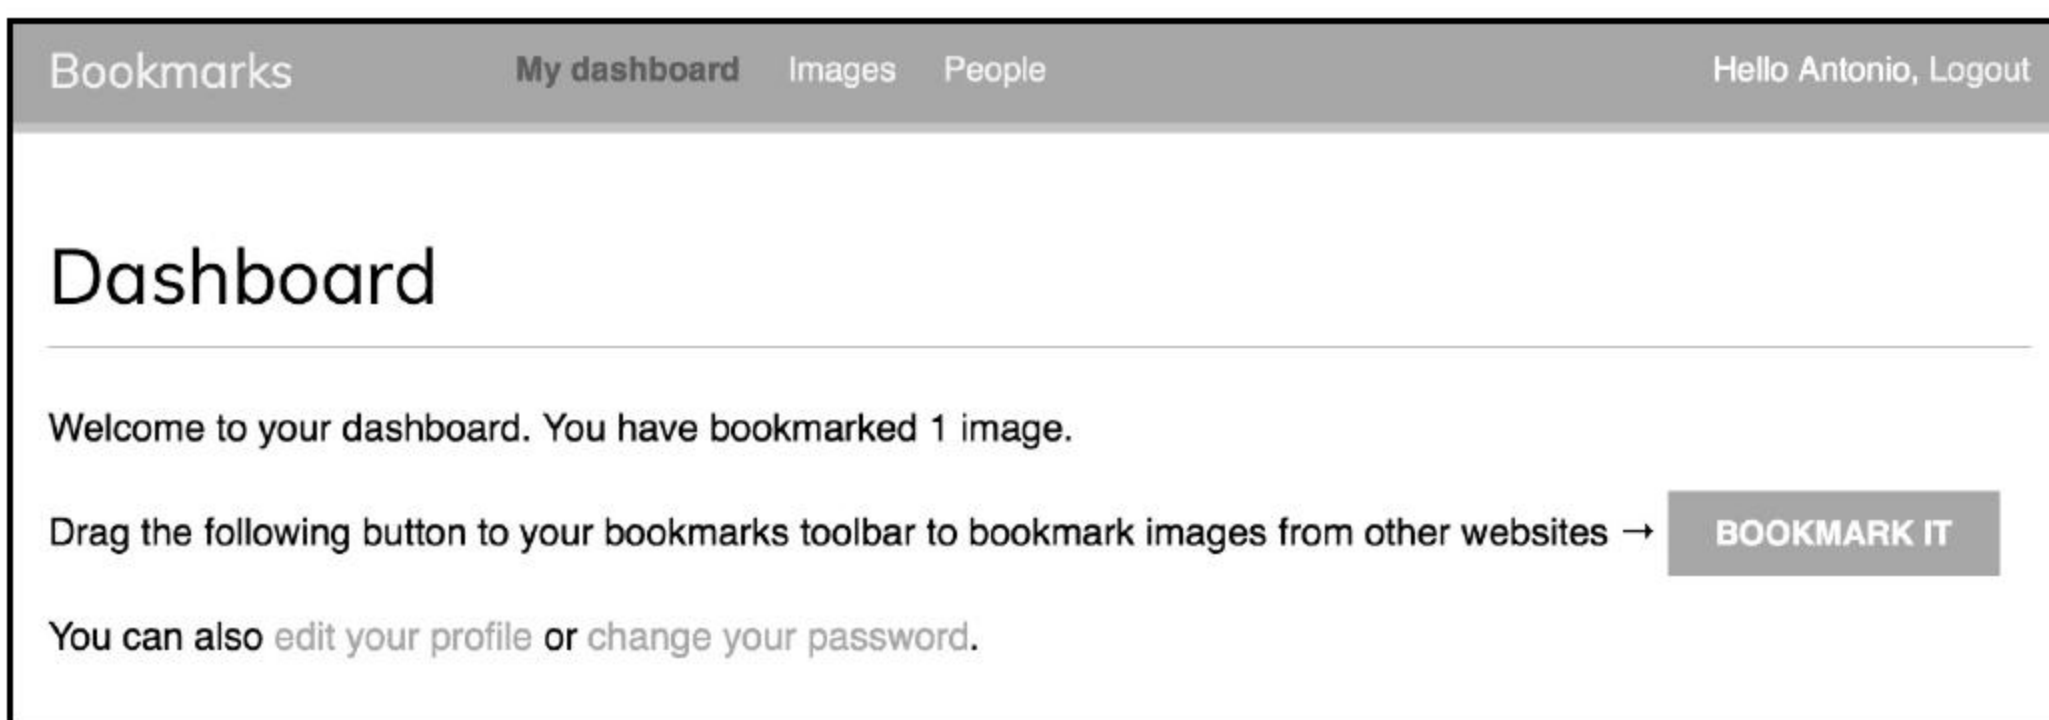 Bookmarks My dashboard Images People Hello Antonio, Logout
Dashboard
Welcome to your dashboard. You have bookmarked 1 image.
Drag the following button to your bookmarks toolbar to bookmark images from other websites → BOOKMARK IT
You can also edit your profile or change your password.